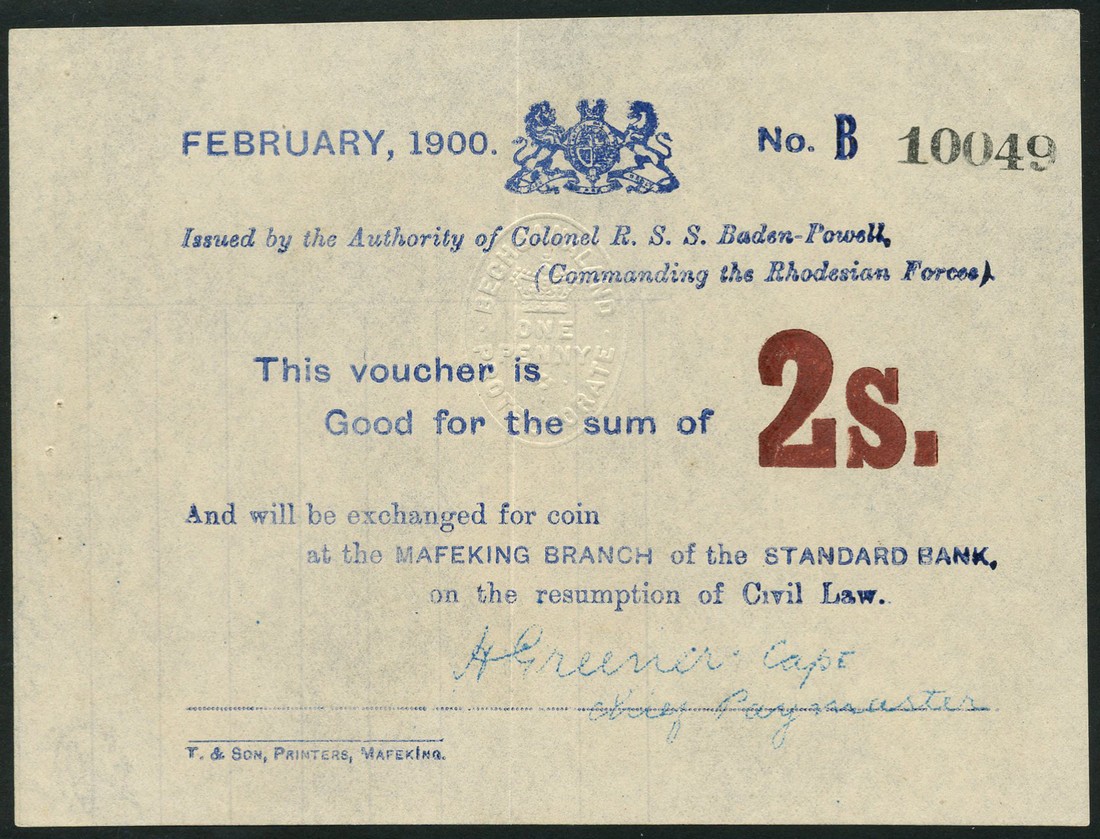 FEBRUARY, 1900.
No. B 10049
Issued by the Authority of Colonel R. S. S. Baden-Powell,
(Commanding the Rhodesian Forces).
BECHUANALAND
PROTECTORATE
ONE
PENNY
This voucher is
Good for the sum of
2s.
And will be exchanged for coin
at the MAFEKING BRANCH of the STANDARD BANK,
on the resumption of Civil Law.
H Greener Capt
Chief Paymaster
T. & SON, PRINTERS, MAFEKING.